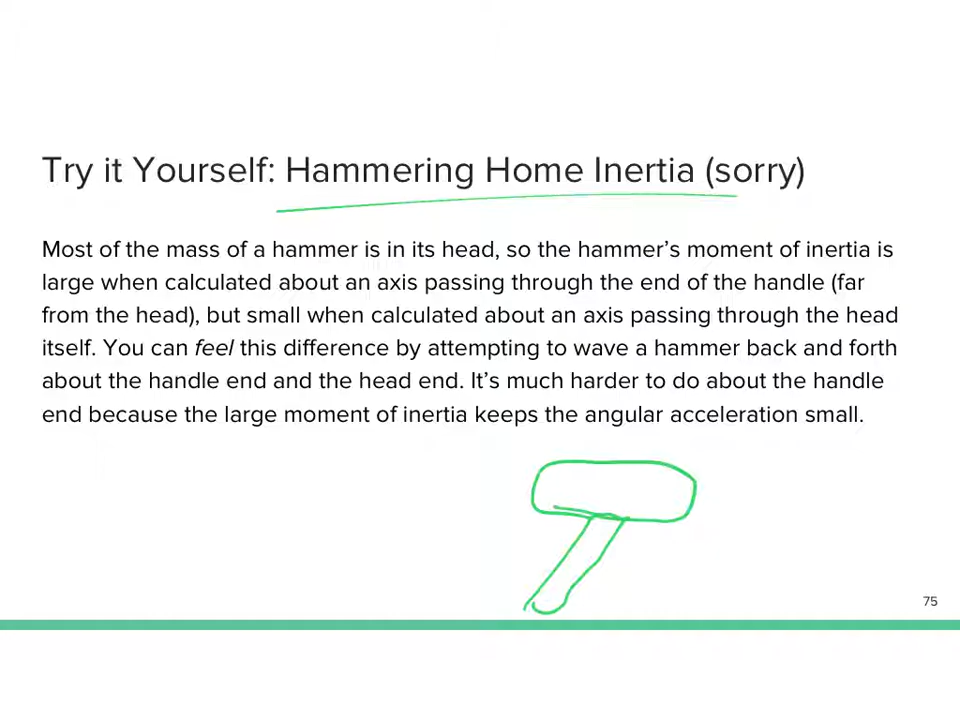 Try it Yourself: Hammering Home Inertia (sorry)
Most of the mass of a hammer is in its head, so the hammer’s moment of inertia is
large when calculated about an axis passing through the end of the handle (far
from the head), but small when calculated about an axis passing through the head
itself. You can feel this difference by attempting to wave a hammer back and forth
about the handle end and the head end. It’s much harder to do about the handle
end because the large moment of inertia keeps the angular acceleration small.
75